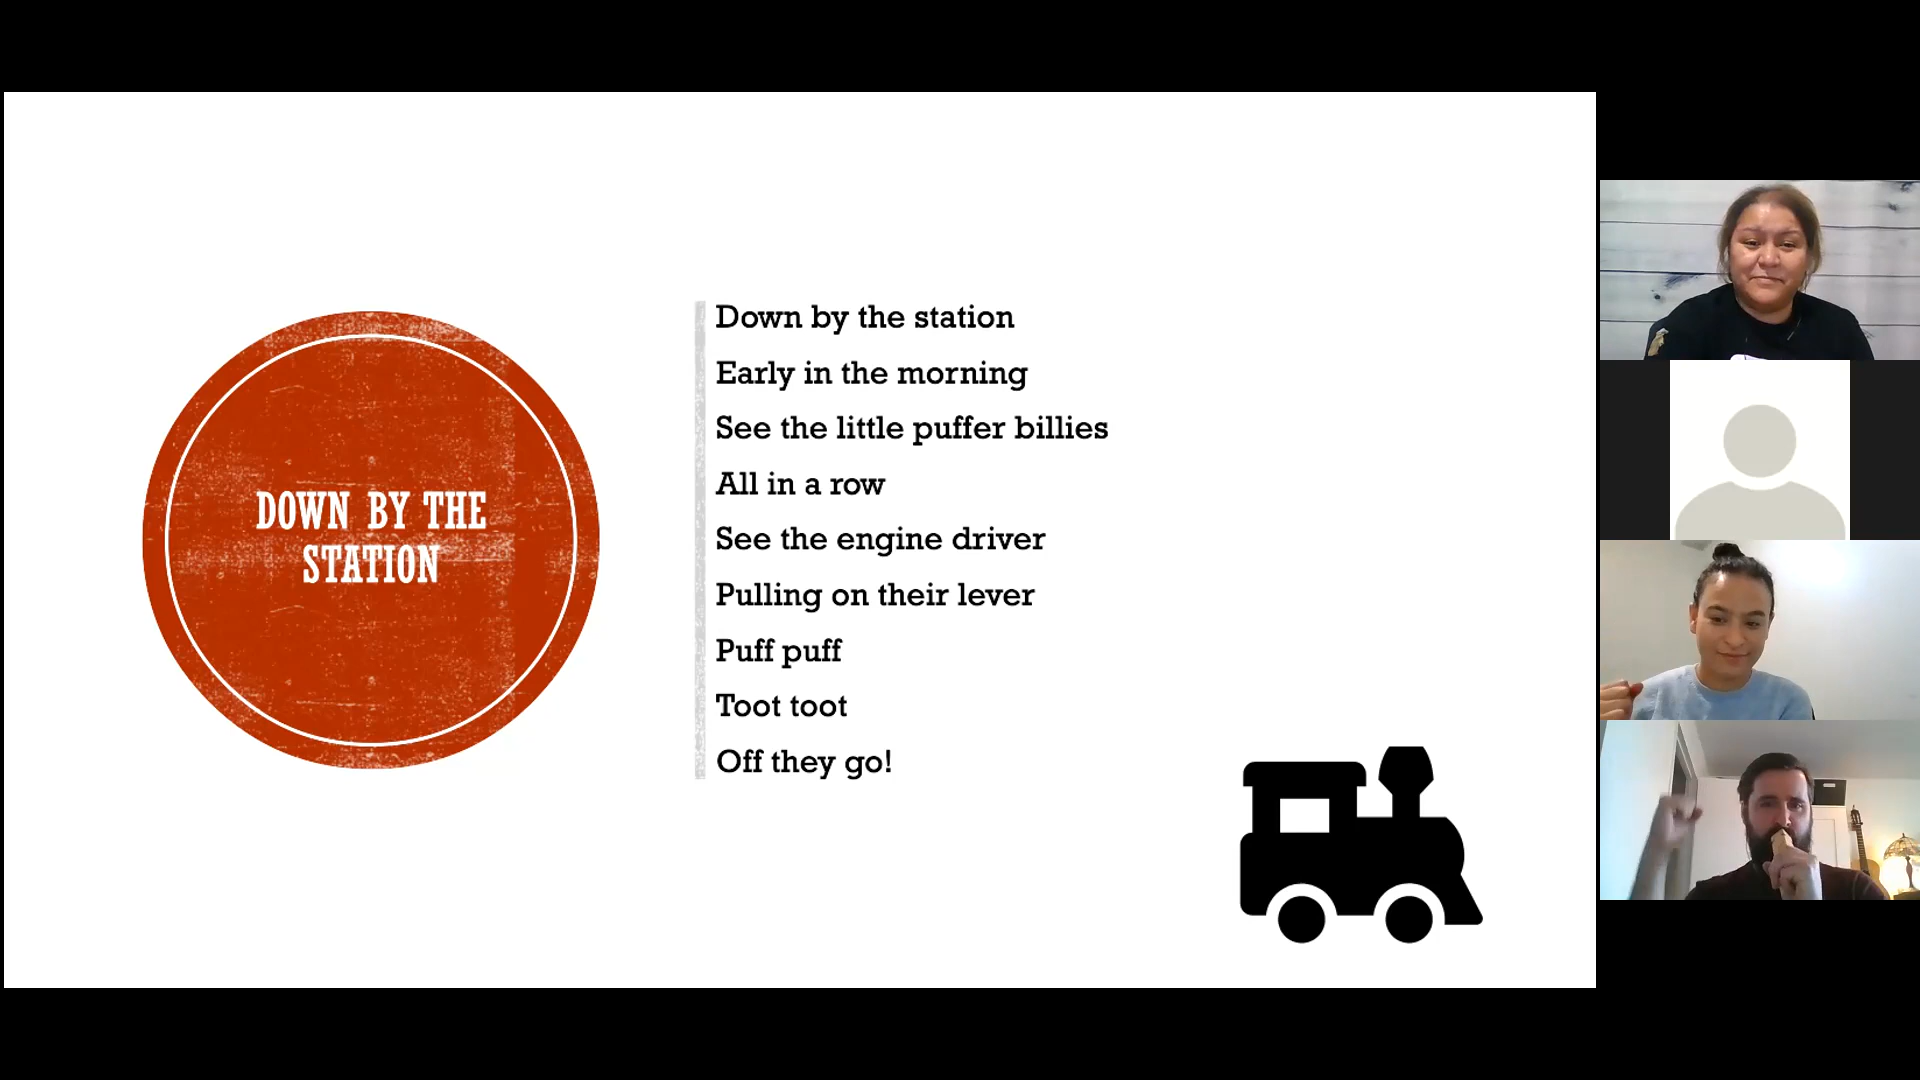 DOWN BY THE
STATION
Down by the station
Early in the morning
See the little puffer billies
All in a row
See the engine driver
Pulling on their lever
Puff puff
Toot toot
Off they go!